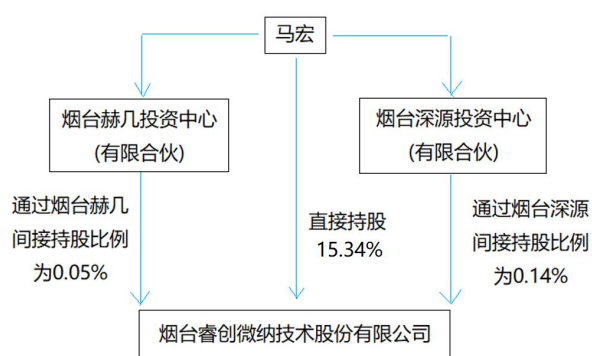 马宏
烟台赫几投资中心
(有限合伙)
烟台深源投资中心
(有限合伙)
通过烟台赫几
间接持股比例
为0.05%
直接持股
15.34%
通过烟台深源
间接持股比例
为0.14%
烟台睿创微纳技术股份有限公司